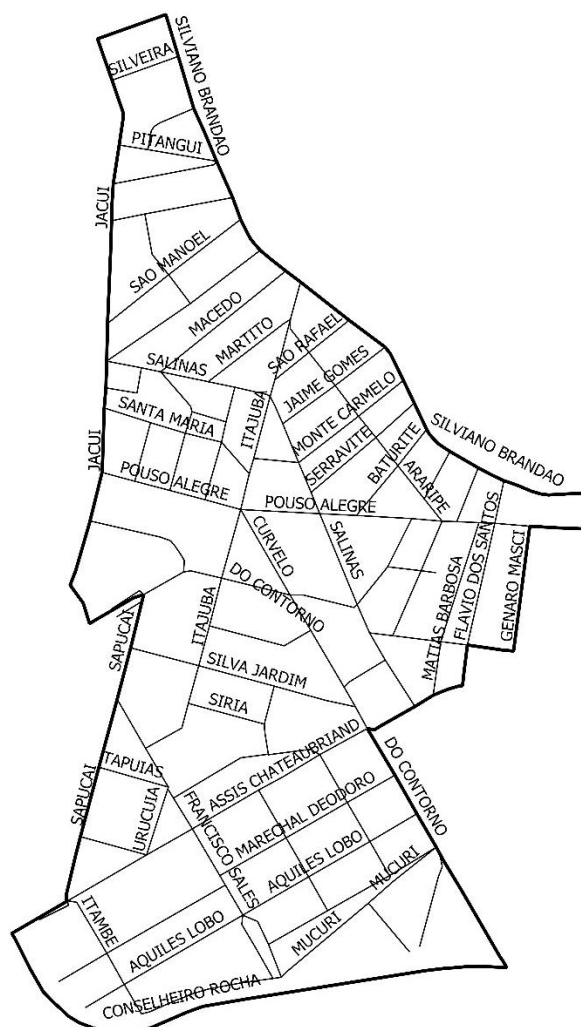 SILVEIRA
SILVIANO BRANDAO
PITANGUI
JACUI
SAO MANOEL
MACEDO
MARTITO
SAO RAFAEL
SALINAS
JAIME GOMES
SANTA MARIA
ITAJUBA
MONTE CARMELO
SERRAVITE
BATURITE
SILVIANO BRANDAO
JACUI
ARARIPE
POUSO ALEGRE
POUSO ALEGRE
CURVELO
SALINAS
FLAVIO DOS SANTOS
MATIAS BARBOSA
GENARO MASCI
DO CONTORNO
ITAJUBA
SAPUCAI
SILVA JARDIM
SIRIA
ASSIS CHATEAUBRIAND
DO CONTORNO
TAPUIAS
SAPUCAI
URUCUIA
FRANCISCO SALES
MARECHAL DEODORO
AQUILES LOBO
MUCURI
ITAMBE
AQUILES LOBO
MUCURI
CONSELHEIRO ROCHA